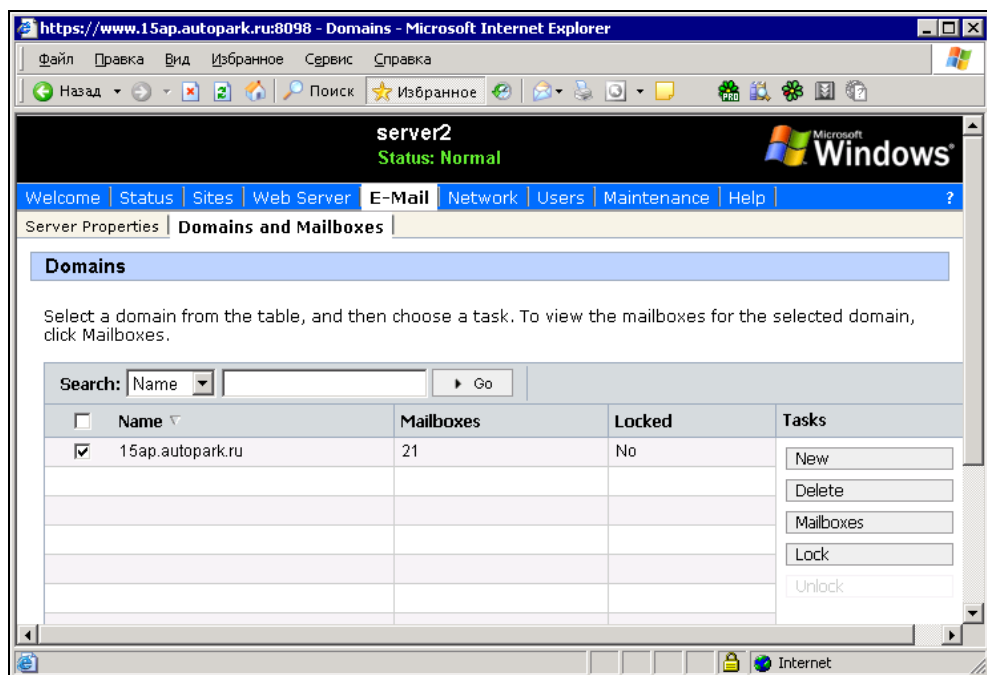 https://www.15ap.autopark.ru:8098 - Domains - Microsoft Internet Explorer
Файл Правка Вид Избранное Сервис Справка
Назад Поиск Избранное PRO
server2
Status: Normal
Microsoft
Windows
Welcome | Status | Sites | Web Server | E-Mail | Network | Users | Maintenance | Help | ?
Server Properties | Domains and Mailboxes |
Domains
Select a domain from the table, and then choose a task. To view the mailboxes for the selected domain,
click Mailboxes.
Search: Name Go
Name Mailboxes Locked Tasks
15ap.autopark.ru 21 No
New
Delete
Mailboxes
Lock
Unlock
Internet